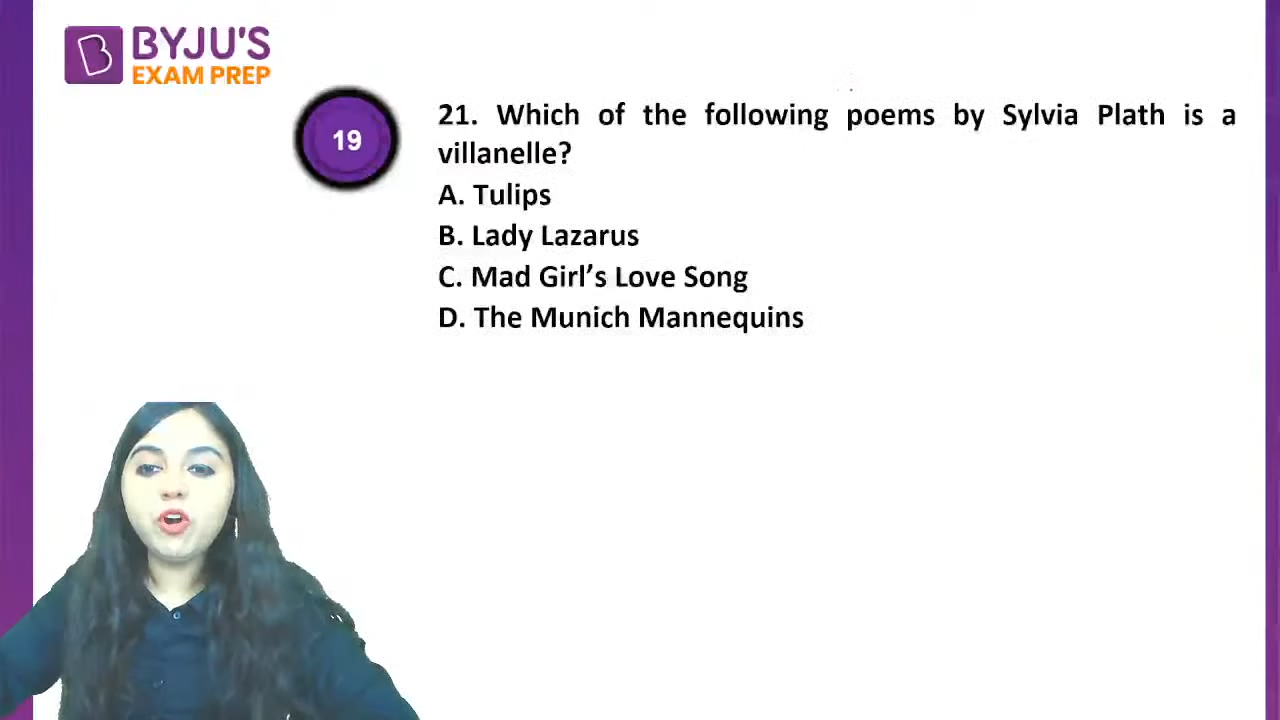 BYJU'S
EXAM PREP
19
21. Which of the following poems by Sylvia Plath is a
villanelle?
A. Tulips
B. Lady Lazarus
C. Mad Girl’s Love Song
D. The Munich Mannequins